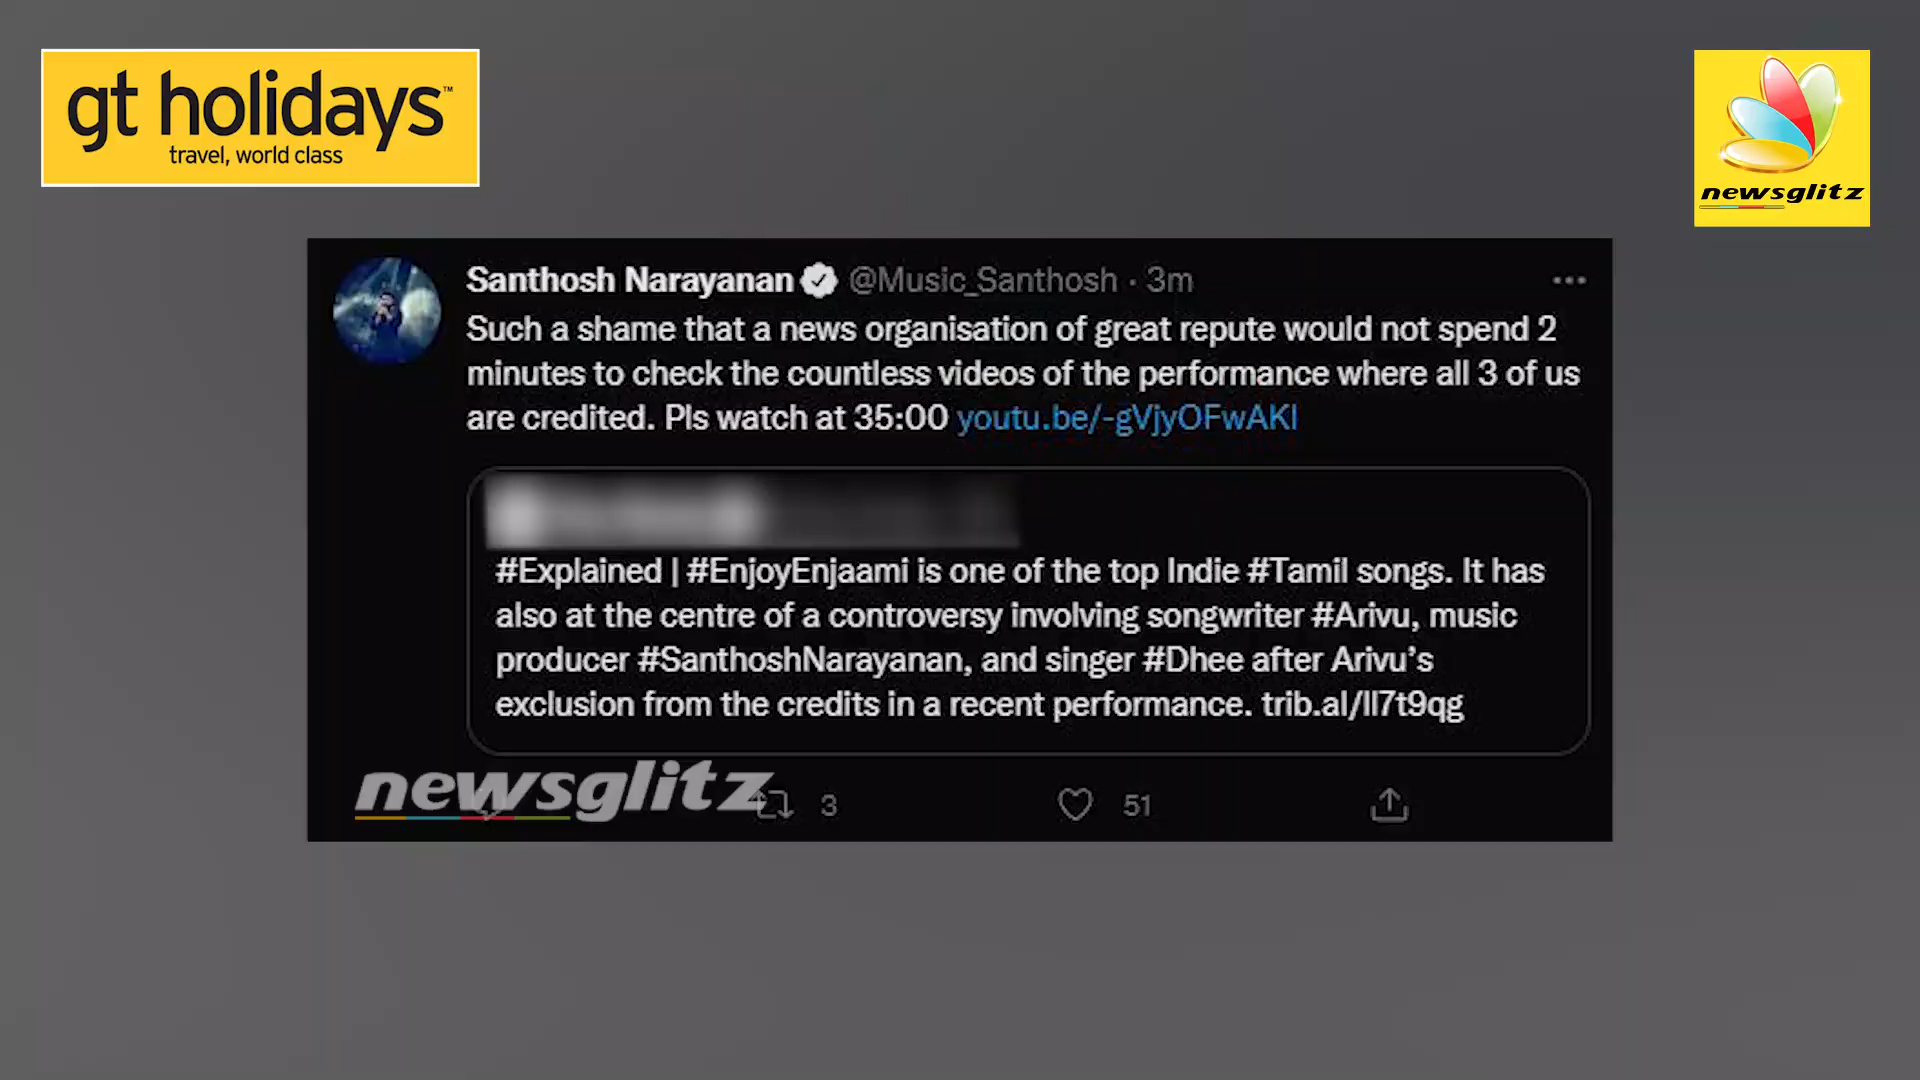 gt holidays™
travel, world class
newsglitz
Santhosh Narayanan @Music_Santhosh · 3m
Such a shame that a news organisation of great repute would not spend 2
minutes to check the countless videos of the performance where all 3 of us
are credited. Pls watch at 35:00 youtu.be/-gVjyOFwAKI
#Explained | #EnjoyEnjaami is one of the top Indie #Tamil songs. It has
also at the centre of a controversy involving songwriter #Arivu, music
producer #SanthoshNarayanan, and singer #Dhee after Arivu's
exclusion from the credits in a recent performance. trib.al/ll7t9qg
newsglitz
3
51